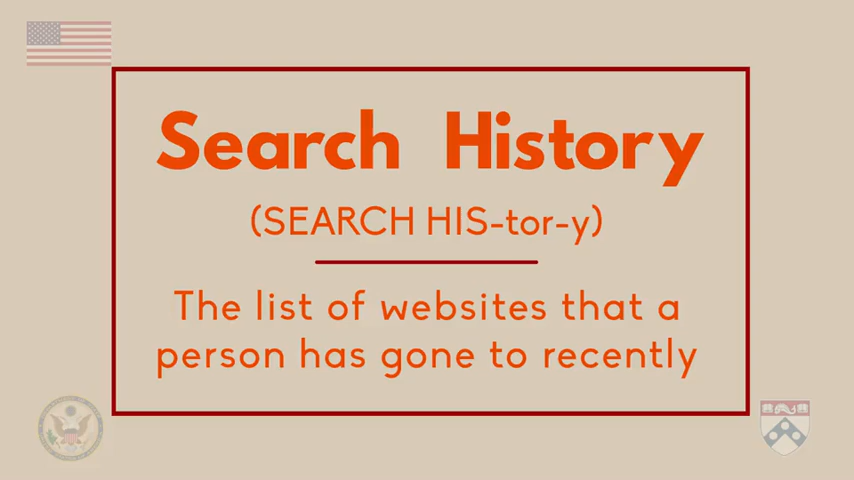 Search History
(SEARCH HIS-tor-y)
The list of websites that a
person has gone to recently